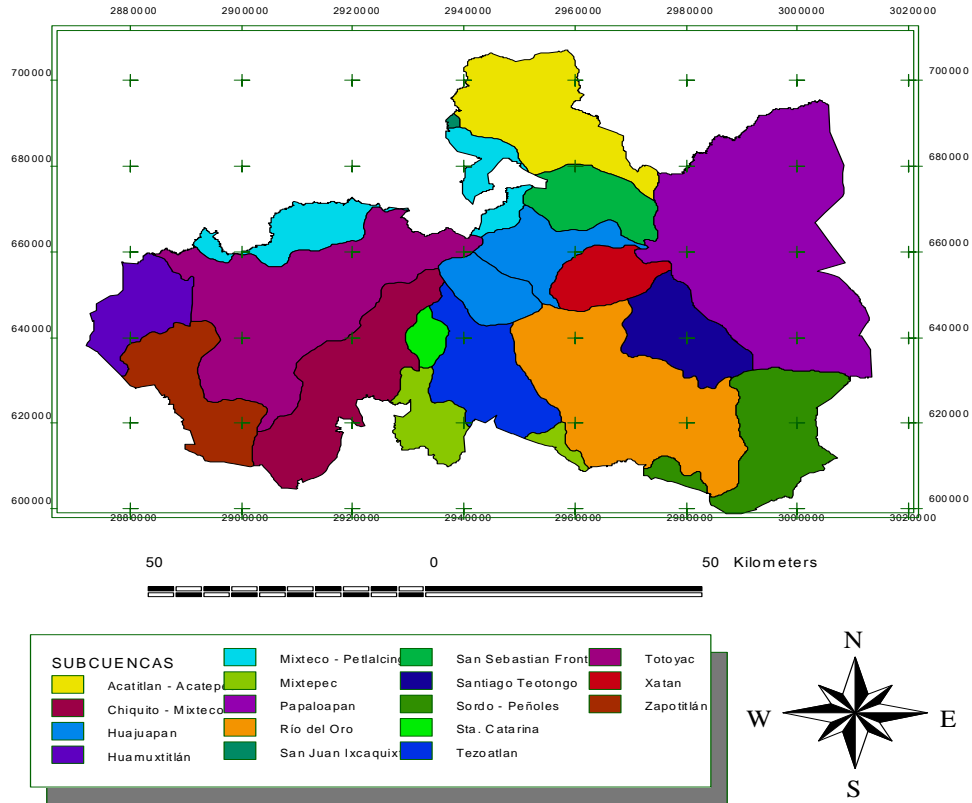 2880000 2900000 2920000 2940000 2960000 2980000 3000000 3020000
700000 700000
680000 680000
660000 660000
640000 640000
620000 620000
600000 600000
2880000 2900000 2920000 2940000 2960000 2980000 3000000 3020000
50 0 50 Kilometers
SUBCUENCAS
Acatitlan - Acatep
Chiquito - Mixteco
Huajuapan
Huamuxtitlán
Mixteco - Petlalcing
Mixtepec
Papaloapan
Río del Oro
San Juan Ixcaquix
San Sebastian Front
Santiago Teotongo
Sordo - Peñoles
Sta. Catarina
Tezoatlan
Totoyac
Xatan
Zapotitlán
N
W E
S